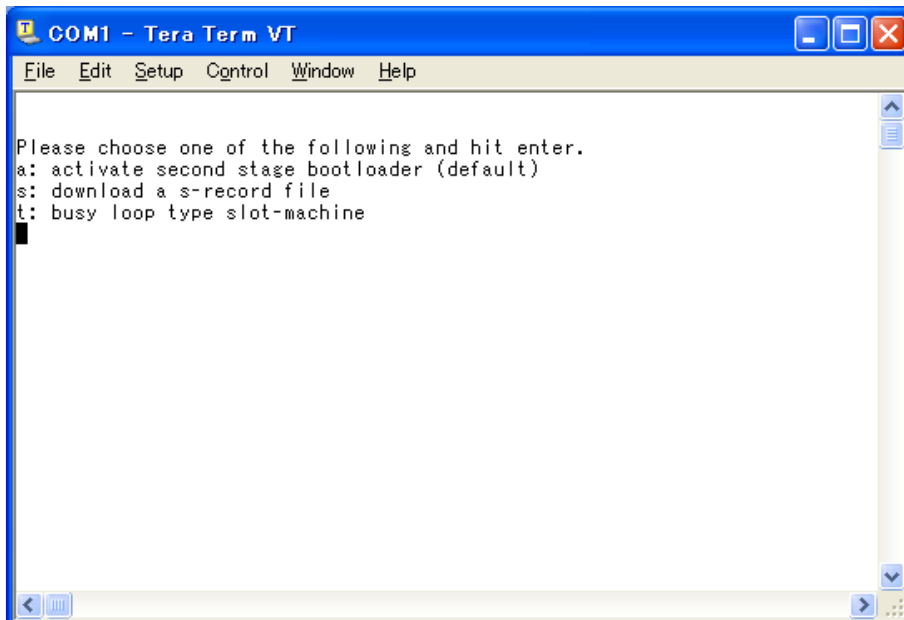 COM1 - Tera Term VT
File Edit Setup Control Window Help
Please choose one of the following and hit enter.
a: activate second stage bootloader (default)
s: download a s-record file
t: busy loop type slot-machine